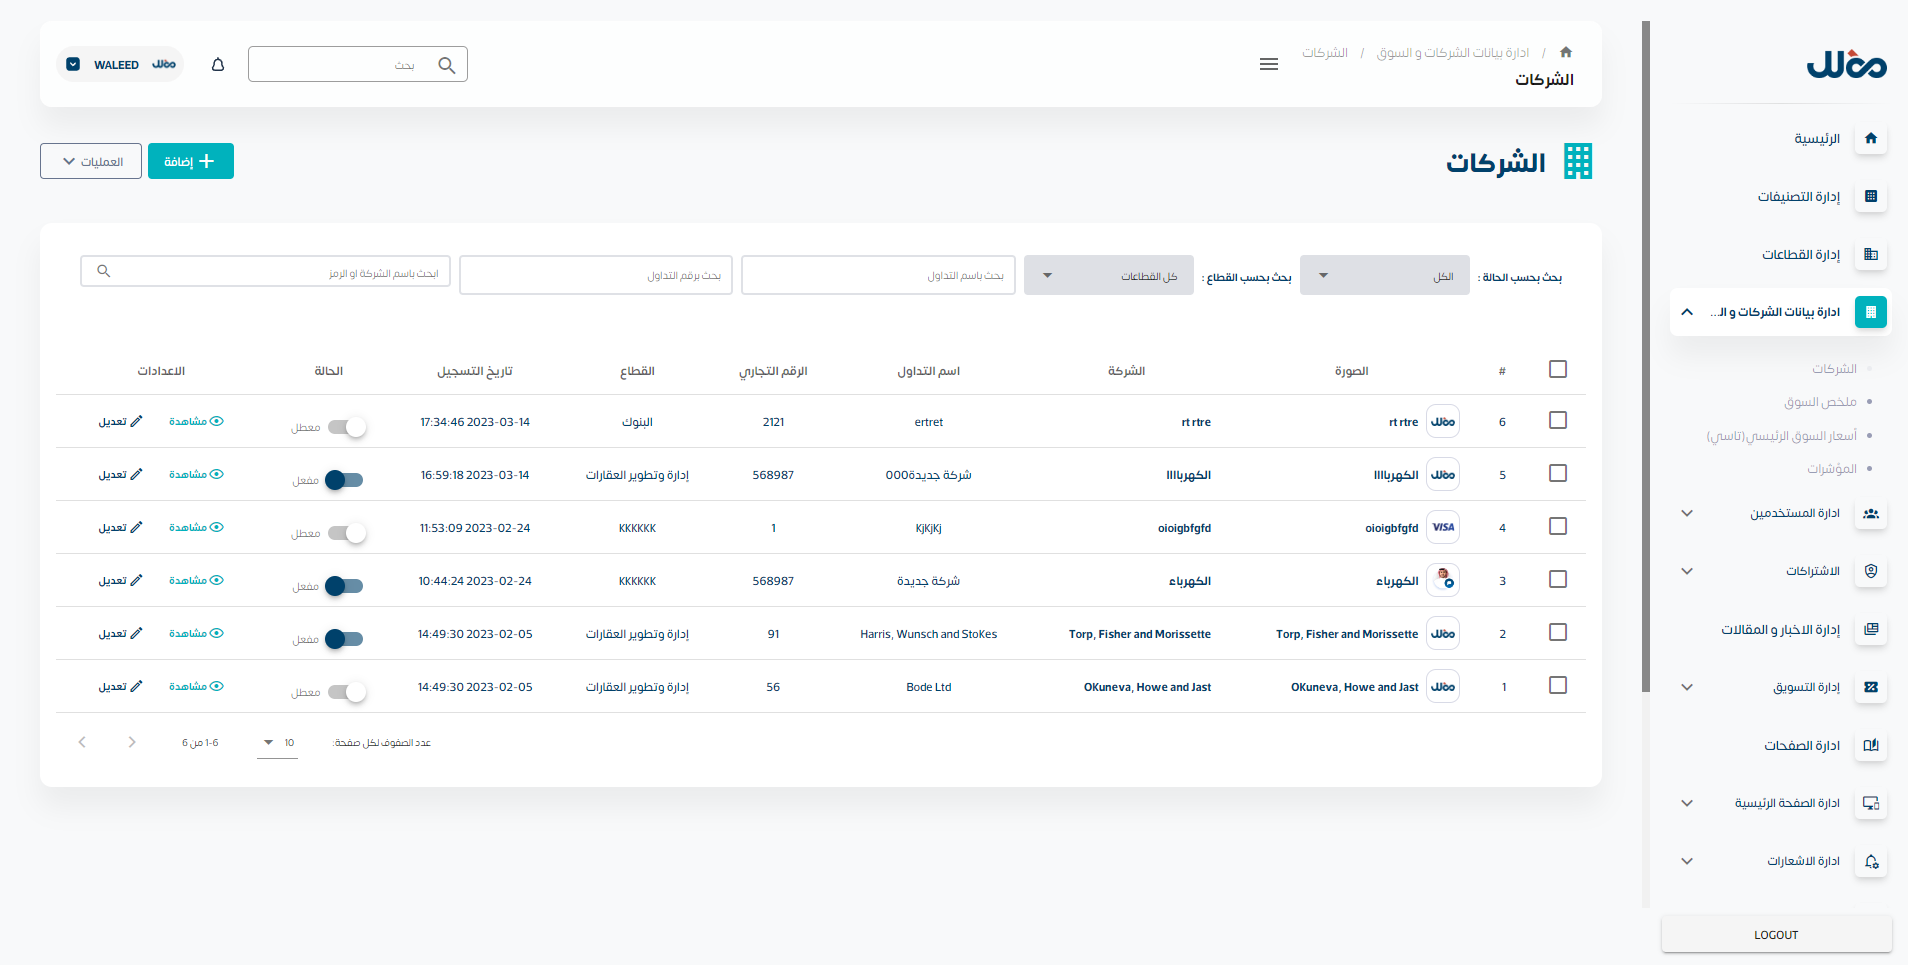 ادارة بيانات الشركات و السوق / الشركات
الشركات
بحث
WALEED
الرئيسية
إدارة التصنيفات
إدارة القطاعات
ادارة بيانات الشركات و الـ...
الشركات
ملخص السوق
أسعار السوق الرئيسي(تاسي)
المؤشرات
ادارة المستخدمين
الاشتراكات
إدارة الاخبار و المقالات
إدارة التسويق
ادارة الصفحات
ادارة الصفحة الرئيسية
ادارة الاشعارات
LOGOUT
الشركات
إضافة
العمليات
بحث بحسب الحالة : الكل
بحث بحسب القطاع : كل القطاعات
بحث باسم التداول
بحث برقم التداول
ابحث باسم الشركة او الرمز
# الصورة الشركة اسم التداول الرقم التجاري القطاع تاريخ التسجيل الحالة الاعدادات
6 rt rtre rt rtre ertret 2121 البنوك 2023-03-14 17:34:46 معطل مشاهدة تعديل
5 الكهربااااا الكهربااااا شركة جديدة000 568987 إدارة وتطوير العقارات 2023-03-14 16:59:18 مفعل مشاهدة تعديل
4 VISA oioigbfgfd oioigbfgfd KjKjKj 1 KKKKKK 2023-02-24 11:53:09 معطل مشاهدة تعديل
3 الكهرباء الكهرباء شركة جديدة 568987 KKKKKK 2023-02-24 10:44:24 مفعل مشاهدة تعديل
2 Torp, Fisher and Morissette Torp, Fisher and Morissette Harris, Wunsch and StoKes 91 إدارة وتطوير العقارات 2023-02-05 14:49:30 مفعل مشاهدة تعديل
1 OKuneva, Howe and Jast OKuneva, Howe and Jast Bode Ltd 56 إدارة وتطوير العقارات 2023-02-05 14:49:30 معطل مشاهدة تعديل
عدد الصفوف لكل صفحة: 10 1-6 من 6